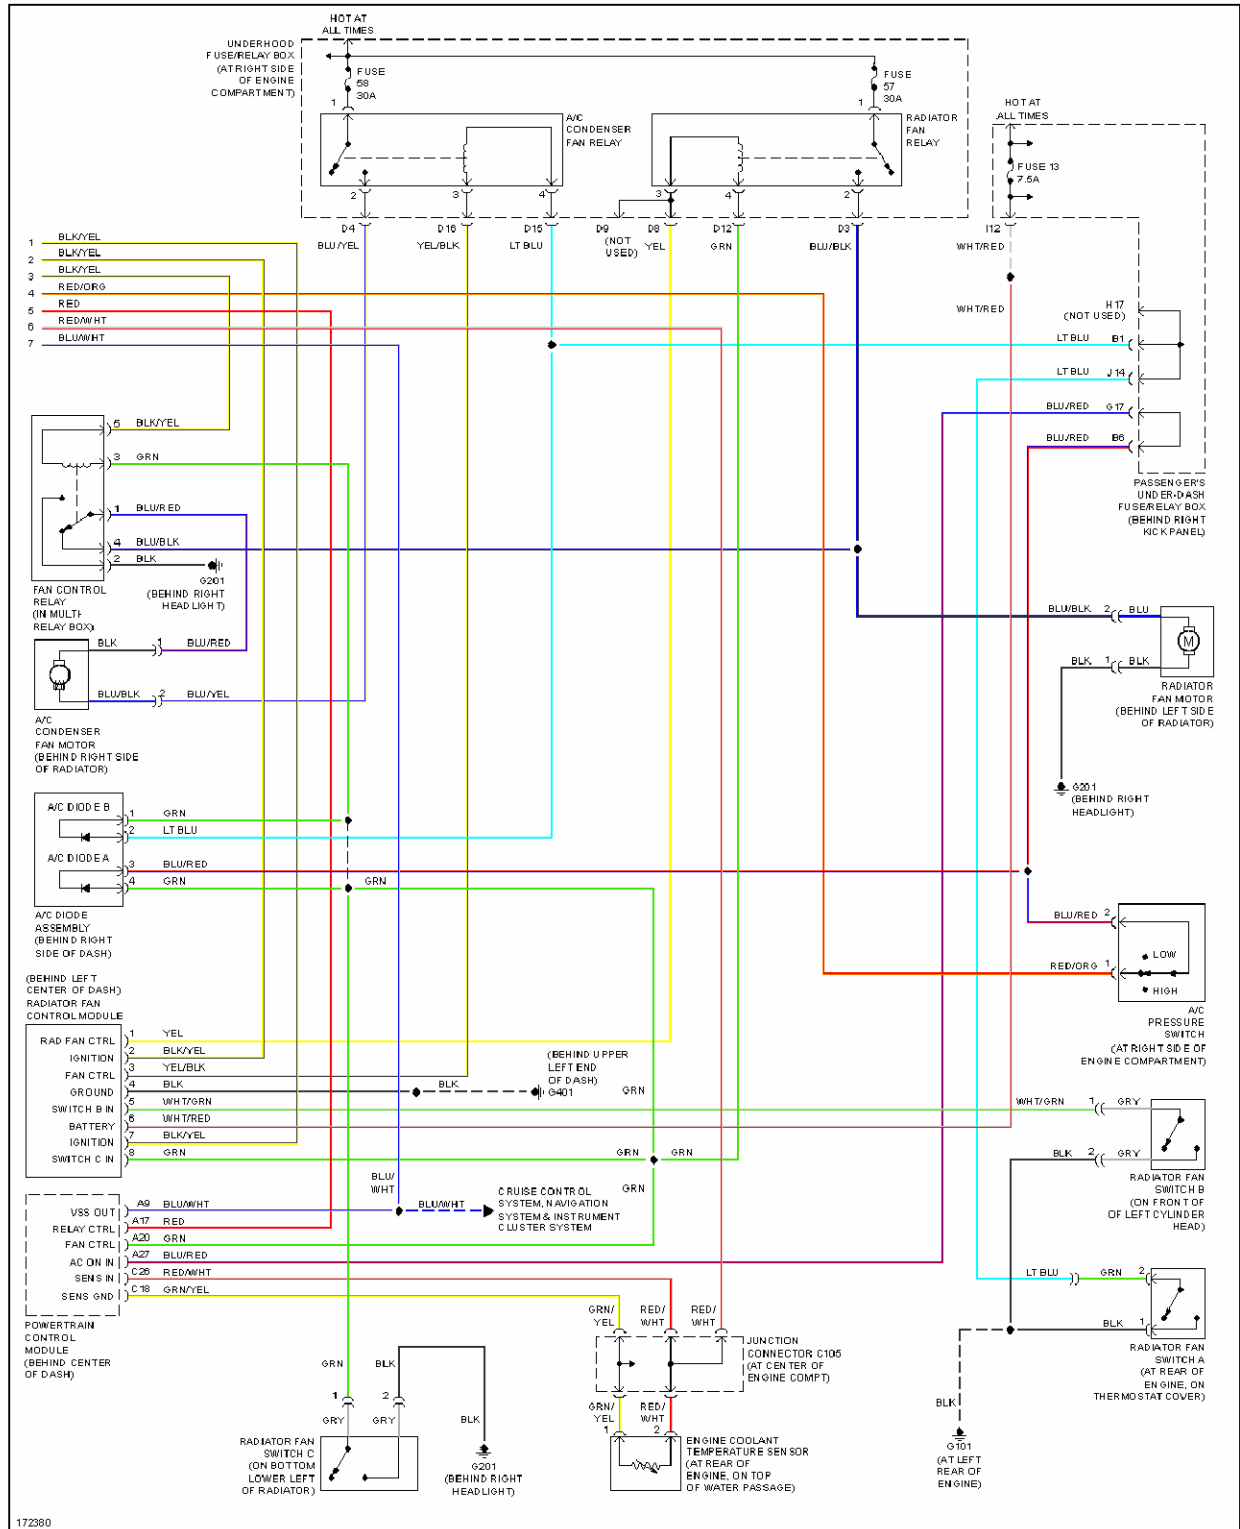 HOT AT
ALL TIMES
UNDERHOOD
FUSE/RELAY BOX
(AT RIGHT SIDE
OF ENGINE
COMPARTMENT)
FUSE
58
30A
1
FUSE
57
30A
1
A/C
CONDENSER
FAN RELAY
RADIATOR
FAN
RELAY
HOT AT
ALL TIMES
FUSE 13
7.5A
2
3
4
3
4
2
D4
D16
D15
D9
D8
D12
D3
I12
BLU/YEL
YEL/BLK
LT BLU
(NOT
USED)
YEL
GRN
BLU/BLK
WHT/RED
WHT/RED
1 BLK/YEL
2 BLK/YEL
3 BLK/YEL
4 RED/ORG
5 RED
6 RED/WHT
7 BLU/WHT
H17
(NOT USED)
LT BLU B1
LT BLU J14
BLU/RED G17
BLU/RED B6
PASSENGER'S
UNDER-DASH
FUSE/RELAY BOX
(BEHIND RIGHT
KICK PANEL)
5 BLK/YEL
3 GRN
1 BLU/RED
4 BLU/BLK
2 BLK
G201
(BEHIND RIGHT
HEADLIGHT)
FAN CONTROL
RELAY
(IN MULTI-
RELAY BOX)
BLK 1 BLU/RED
BLU/BLK 2 BLU/YEL
A/C
CONDENSER
FAN MOTOR
(BEHIND RIGHT SIDE
OF RADIATOR)
BLU/BLK 2 BLU
M
BLK 1 BLK
RADIATOR
FAN MOTOR
(BEHIND LEFT SIDE
OF RADIATOR)
G201
(BEHIND RIGHT
HEADLIGHT)
A/C DIODE B
1 GRN
2 LT BLU
A/C DIODE A
3 BLU/RED
4 GRN
GRN
A/C DIODE
ASSEMBLY
(BEHIND RIGHT
SIDE OF DASH)
BLU/RED 2
LOW
RED/ORG 1
HIGH
A/C
PRESSURE
SWITCH
(AT RIGHT SIDE OF
ENGINE COMPARTMENT)
(BEHIND LEFT
CENTER OF DASH)
RADIATOR FAN
CONTROL MODULE
RAD FAN CTRL 1 YEL
IGNITION 2 BLK/YEL
FAN CTRL 3 YEL/BLK
GROUND 4 BLK
SWITCH B IN 5 WHT/GRN
BATTERY 6 WHT/RED
IGNITION 7 BLK/YEL
SWITCH C IN 8 GRN
BLK
(BEHIND UPPER
LEFT END
OF DASH)
G401
GRN
GRN
GRN
GRN
WHT/GRN 1 GRY
BLK 2 GRY
RADIATOR FAN
SWITCH B
(ON FRONT OF
OF LEFT CYLINDER
HEAD)
BLU/
WHT
BLU/WHT
CRUISE CONTROL
SYSTEM, NAVIGATION
SYSTEM & INSTRUMENT
CLUSTER SYSTEM
VSS OUT A9 BLU/WHT
RELAY CTRL A17 RED
FAN CTRL A20 GRN
AC ON IN A27 BLU/RED
SENS IN C26 RED/WHT
SENS GND C18 GRN/YEL
POWERTRAIN
CONTROL
MODULE
(BEHIND CENTER
OF DASH)
LT BLU GRN 2
BLK 1
RADIATOR FAN
SWITCH A
(AT REAR OF
ENGINE, ON
THERMOSTAT COVER)
GRN/
YEL
RED/
WHT
RED/
WHT
JUNCTION
CONNECTOR C105
(AT CENTER OF
ENGINE COMPT)
GRN
BLK
1
2
GRY
GRY
BLK
GRN/
YEL
RED/
WHT
1
2
BLK
RADIATOR FAN
SWITCH C
(ON BOTTOM
LOWER LEFT
OF RADIATOR)
G201
(BEHIND RIGHT
HEADLIGHT)
ENGINE COOLANT
TEMPERATURE SENSOR
(AT REAR OF
ENGINE, ON TOP
OF WATER PASSAGE)
G101
(AT LEFT
REAR OF
ENGINE)
172380